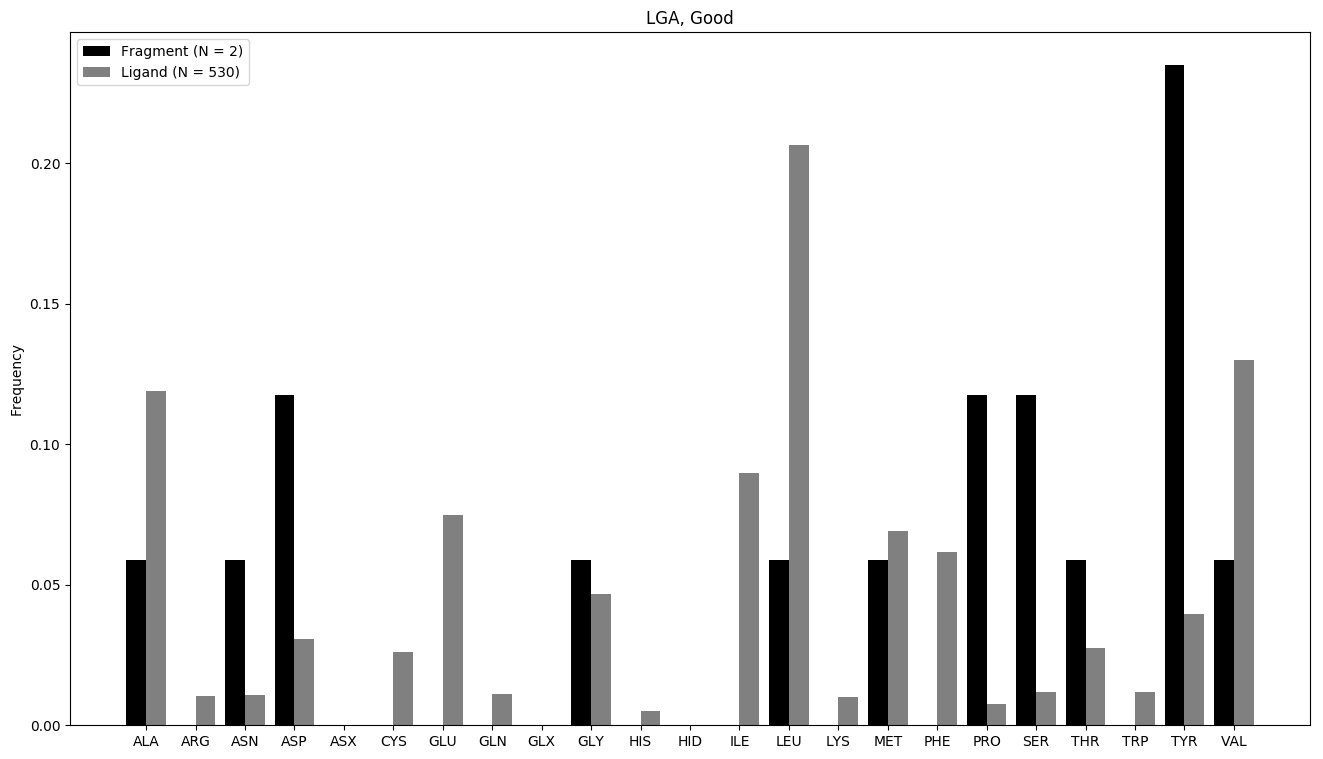 LGA, Good
Fragment (N = 2)
Ligand (N = 530)
Frequency
0.20
0.15
0.10
0.05
0.00
ALA ARG ASN ASP ASX CYS GLU GLN GLX GLY HIS HID ILE LEU LYS MET PHE PRO SER THR TRP TYR VAL